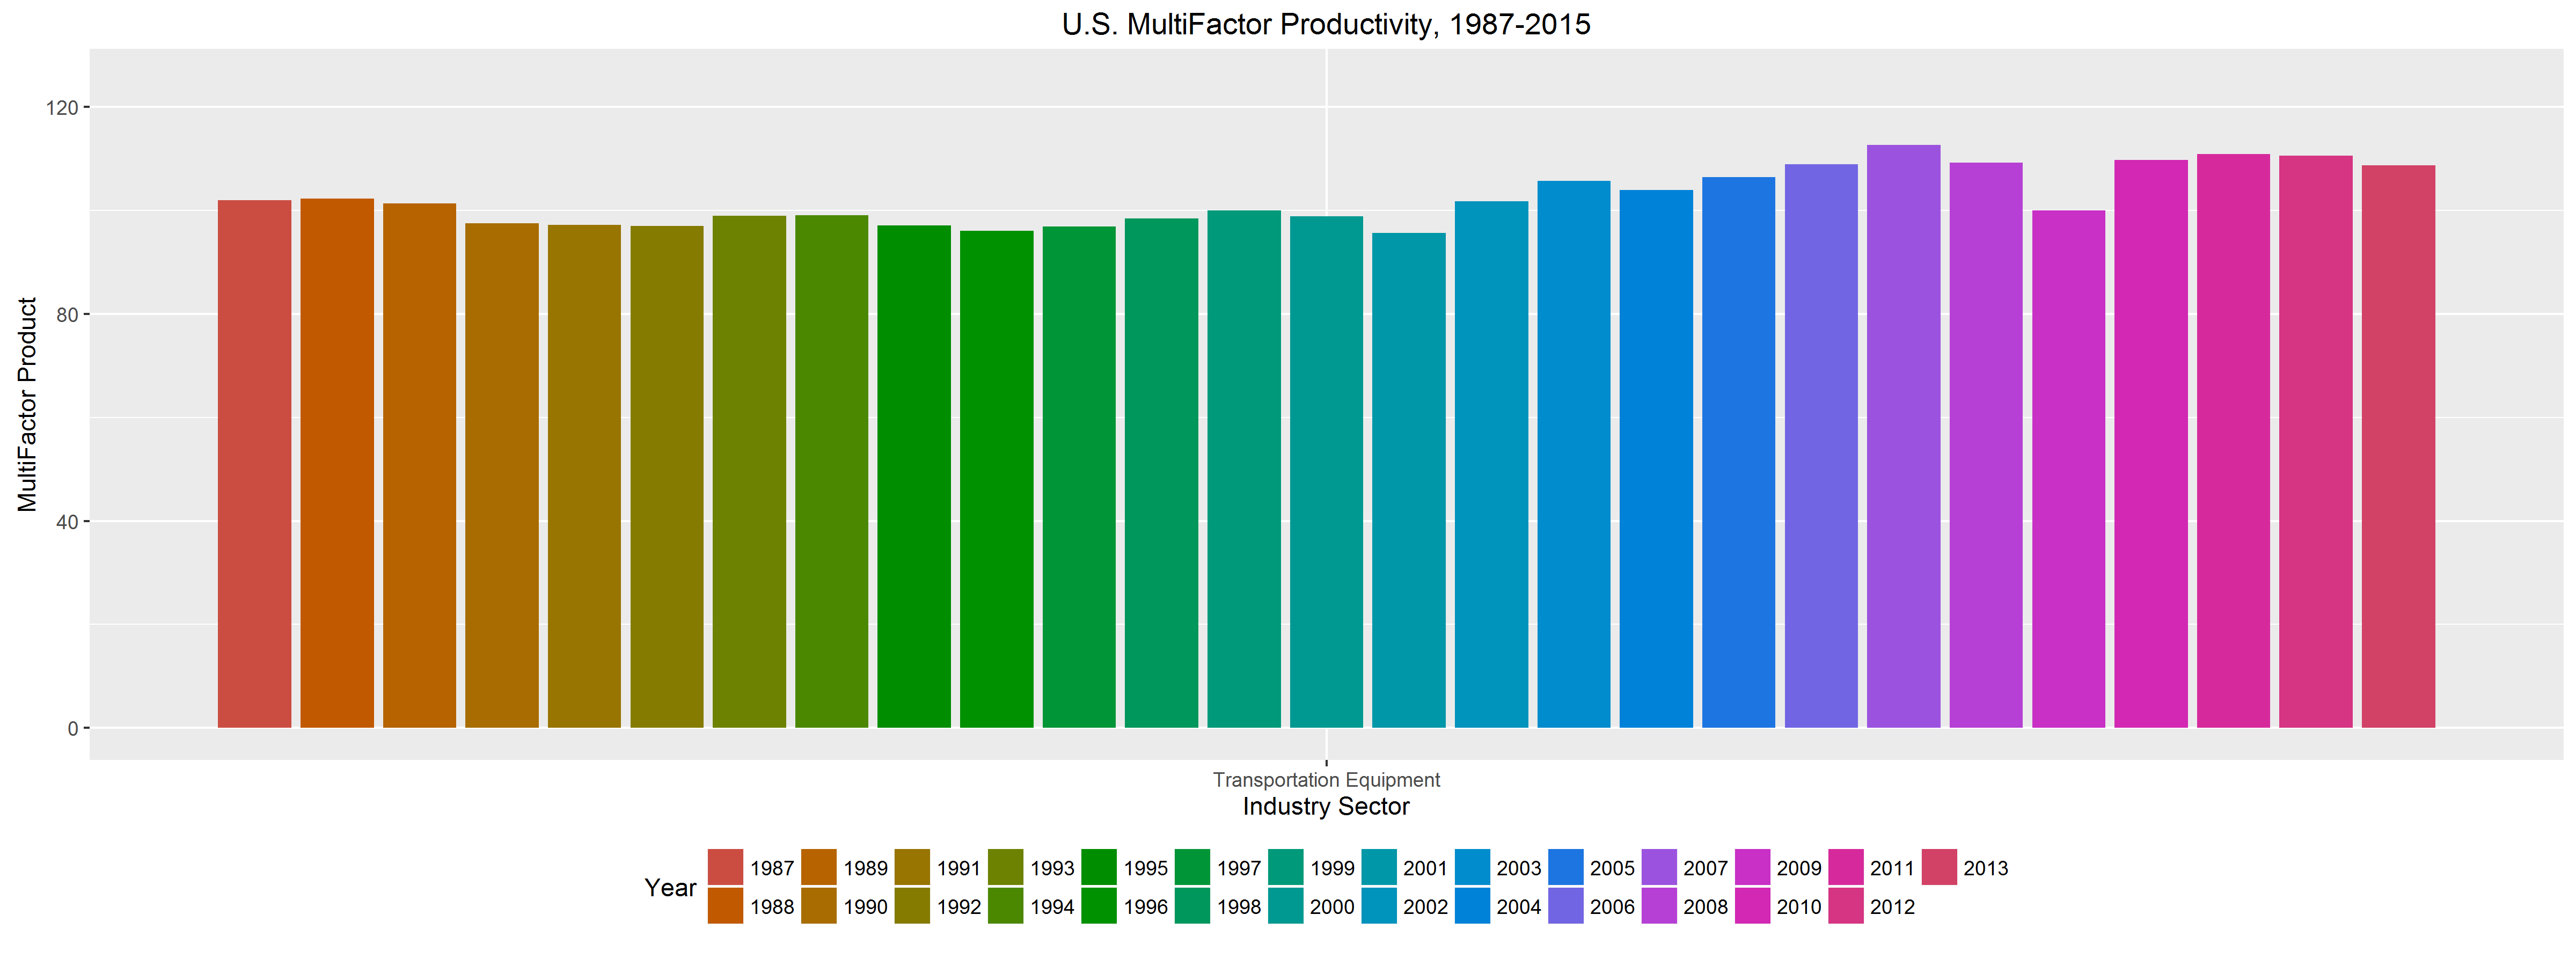 U.S. MultiFactor Productivity, 1987-2015
120
80
40
0
MultiFactor Product
Transportation Equipment
Industry Sector
Year
1987 1989 1991 1993 1995 1997 1999 2001 2003 2005 2007 2009 2011 2013
1988 1990 1992 1994 1996 1998 2000 2002 2004 2006 2008 2010 2012